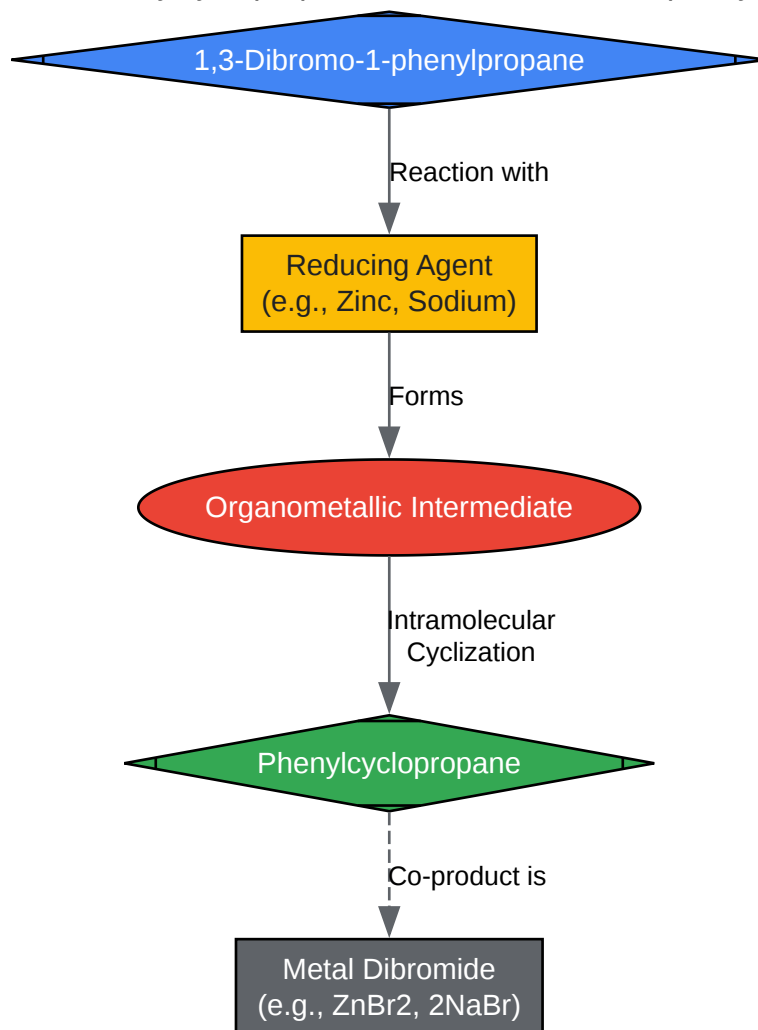 1,3-Dibromo-1-phenylpropane
Reaction with
Reducing Agent
(e.g., Zinc, Sodium)
Forms
Organometallic Intermediate
Intramolecular
Cyclization
Phenylcyclopropane
Co-product is
Metal Dibromide
(e.g., ZnBr2, 2NaBr)